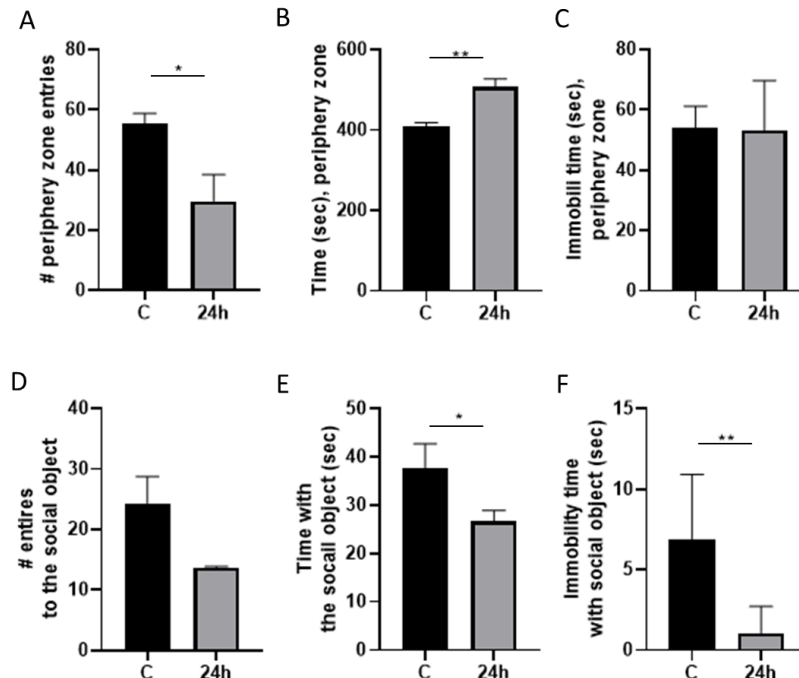 A
# periphery zone entries
80
60
40
20
0
*
C
24h
B
Time (sec), periphery zone
600
400
200
0
**
C
24h
C
Immobili time (sec),
periphery zone
80
60
40
20
0
C
24h
D
# entires
to the social object
40
30
20
10
0
C
24h
E
Time with
the socall object (sec)
50
40
30
20
10
0
*
C
24h
F
Immobility time
with social object (sec)
15
10
5
0
**
C
24h